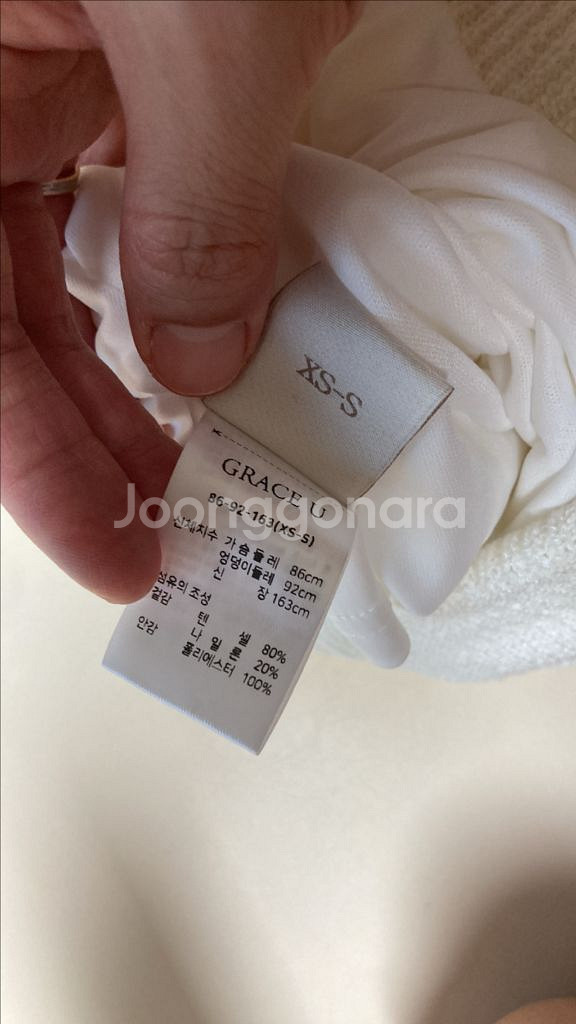 XS-S
GRACE U
86-92-163(XS-S)
신체치수 가슴둘레 86cm
엉덩이둘레 92cm
신 장 163cm
섬유의 조성
겉감 텐 셀 80%
나 일 론 20%
안감 폴리에스터 100%
Joonggonara